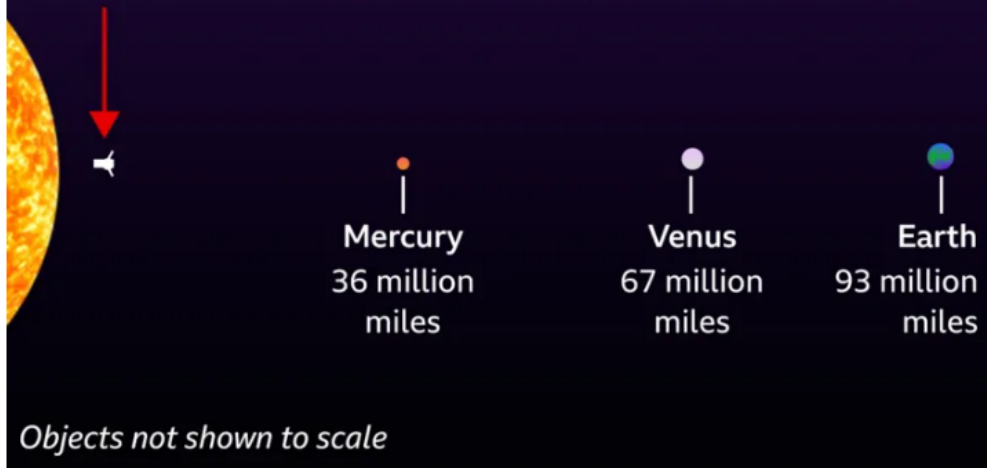 Mercury
36 million
miles
Venus
67 million
miles
Earth
93 million
miles
Objects not shown to scale